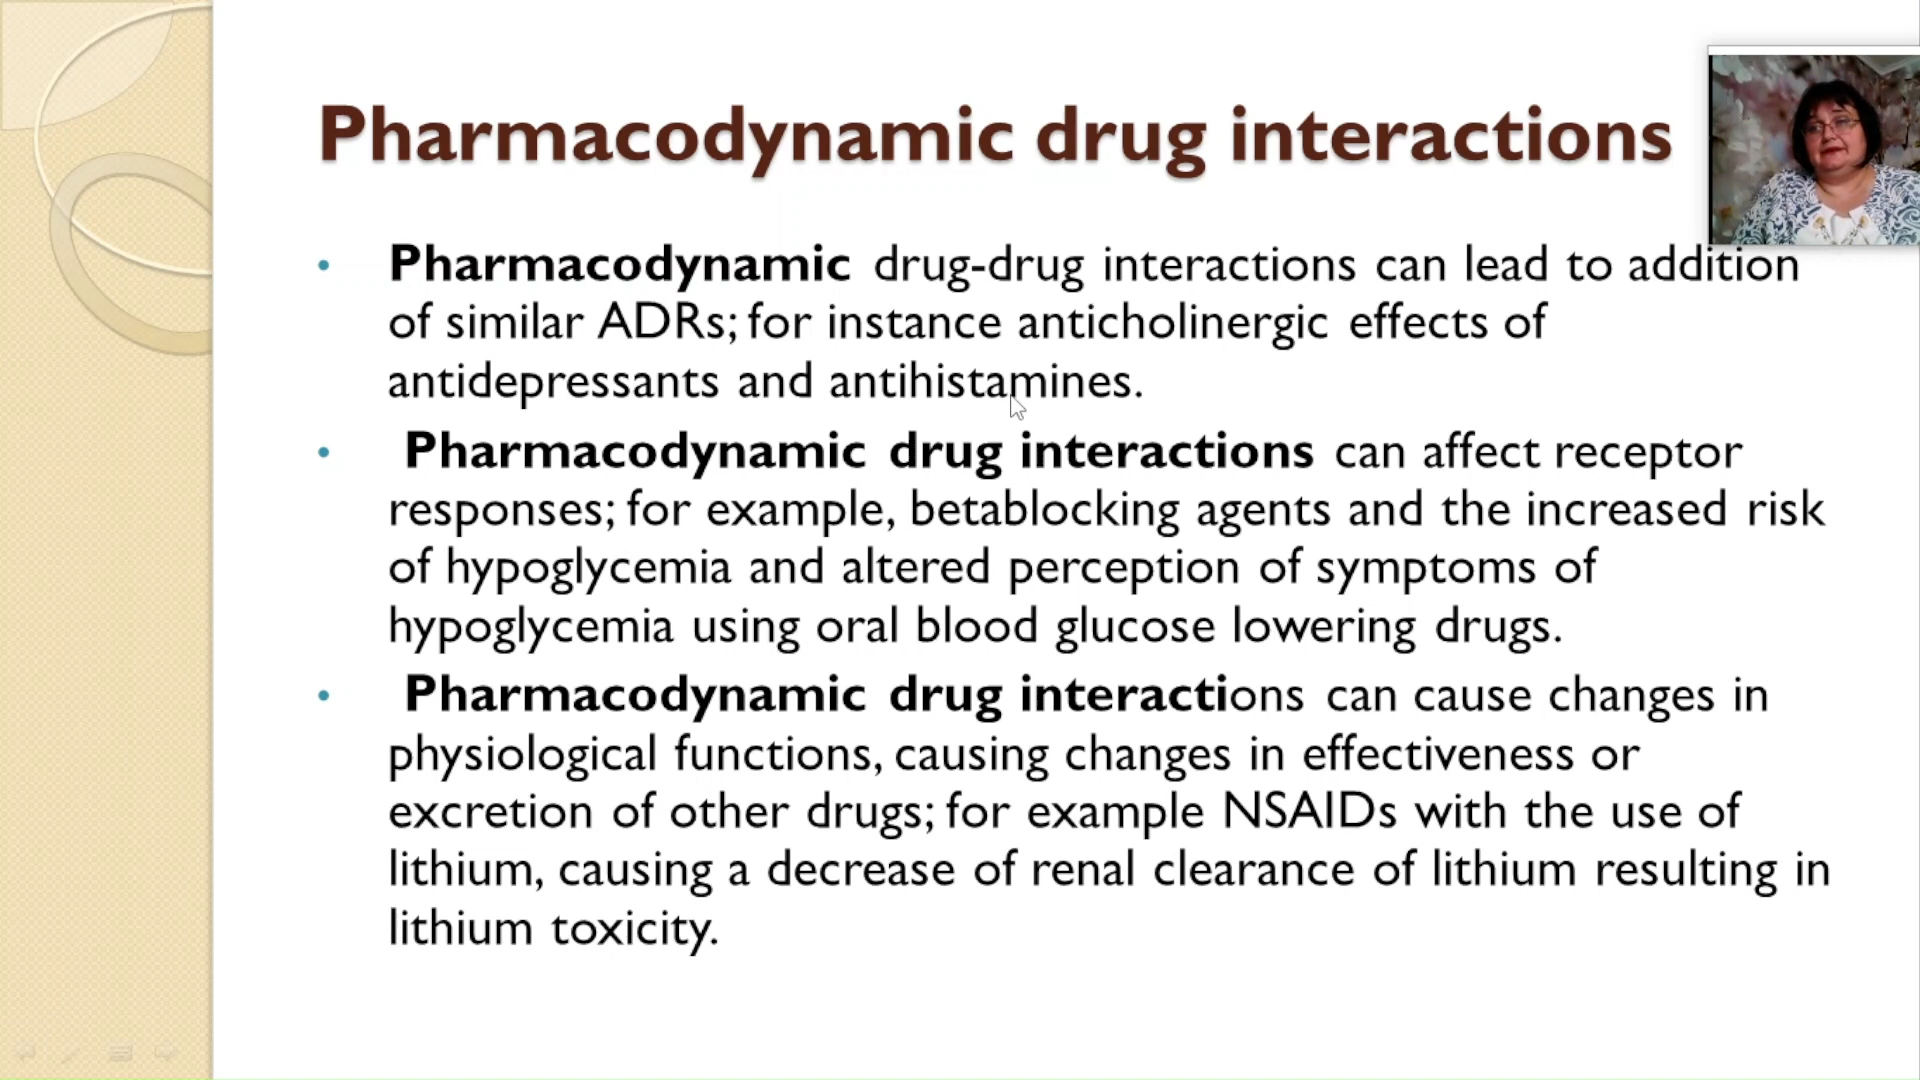 Pharmacodynamic drug interactions
• Pharmacodynamic drug-drug interactions can lead to addition
of similar ADRs; for instance anticholinergic effects of
antidepressants and antihistamines.
• Pharmacodynamic drug interactions can affect receptor
responses; for example, betablocking agents and the increased risk
of hypoglycemia and altered perception of symptoms of
hypoglycemia using oral blood glucose lowering drugs.
• Pharmacodynamic drug interactions can cause changes in
physiological functions, causing changes in effectiveness or
excretion of other drugs; for example NSAIDs with the use of
lithium, causing a decrease of renal clearance of lithium resulting in
lithium toxicity.